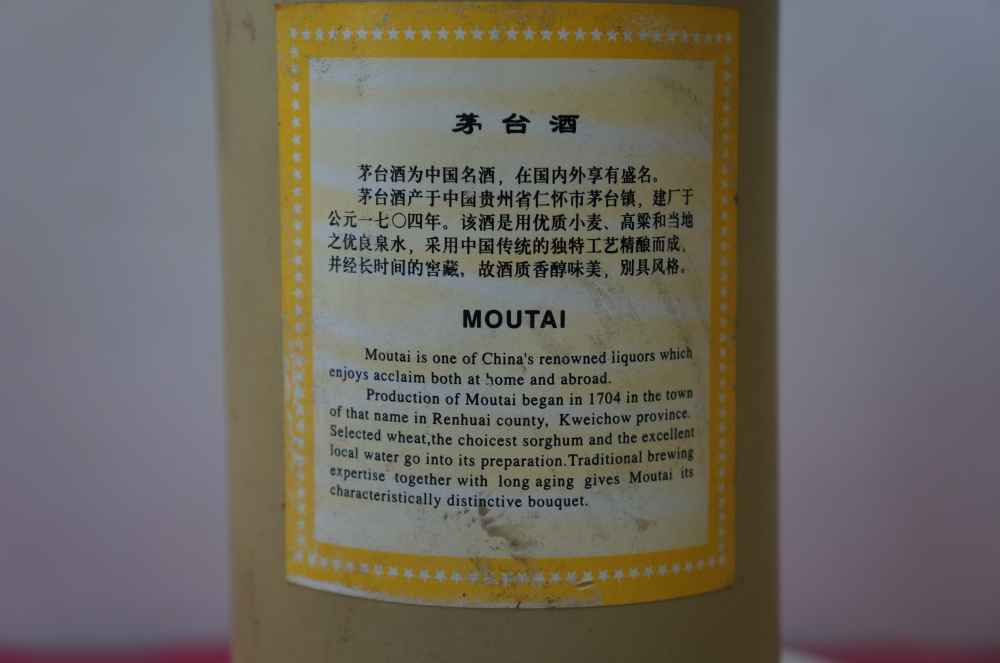 茅台酒
茅台酒为中国名酒，在国内外享有盛名。
茅台酒产于中国贵州省仁怀市茅台镇，建厂于
公元一七〇四年。该酒是用优质小麦、高粱和当地
之优良泉水，采用中国传统的独特工艺精酿而成，
并经长时间的窖藏，故酒质香醇味美，别具风格。
MOUTAI
Moutai is one of China's renowned liquors which
enjoys acclaim both at home and abroad.
Production of Moutai began in 1704 in the town
of that name in Renhuai county, Kweichow province.
Selected wheat,the choicest sorghum and the excellent
local water go into its preparation.Traditional brewing
expertise together with long aging gives Moutai its
characteristically distinctive bouquet.